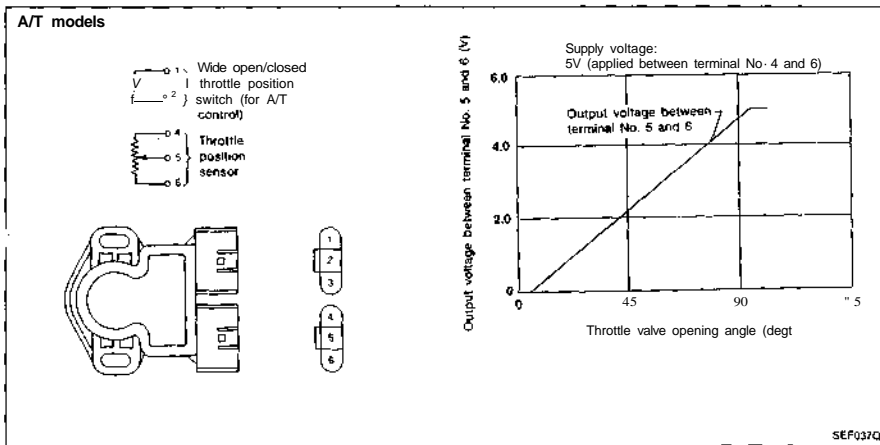 A/T models
1
2
Wide open/closed
throttle position
switch (for A/T
control)
4
5
6
Throttle
position
sensor
1
2
3
4
5
6
Output voltage between terminal No. 5 and 6 (V)
Supply voltage:
5V (applied between terminal No· 4 and 6)
6.0
4.0
2.0
0
Output voltage between
terminal No. 5 and 6
0
45
90
" 5
Throttle valve opening angle (degt
SEF037Q